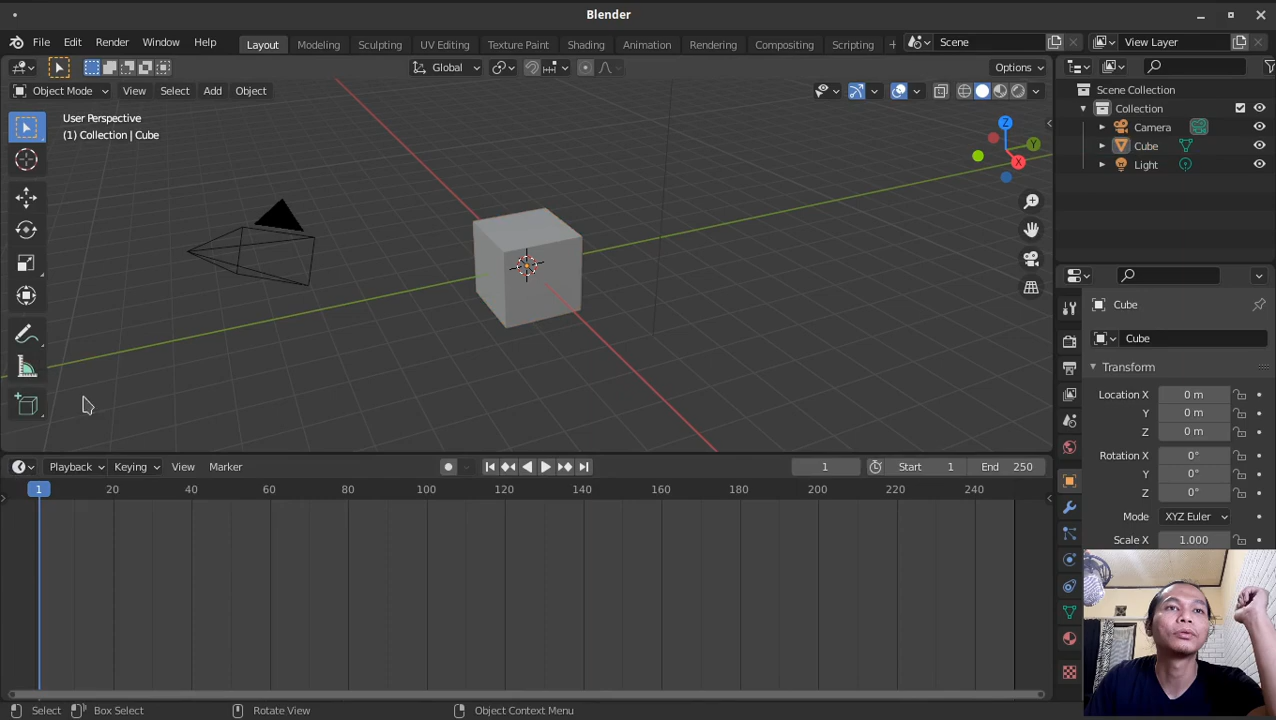 Blender
File Edit Render Window Help Layout Modeling Sculpting UV Editing Texture Paint Shading Animation Rendering Compositing Scripting + Scene View Layer
Global Options
Object Mode View Select Add Object
User Perspective
(1) Collection | Cube
Z
Y
X
Scene Collection
Collection
Camera
Cube
Light
Cube
Cube
Transform
Location X 0 m
Y 0 m
Z 0 m
Rotation X 0°
Y 0°
Z 0°
Mode XYZ Euler
Scale X 1.000
Playback Keying View Marker 1 Start 1 End 250
1 20 40 60 80 100 120 140 160 180 200 220 240
Select Box Select Rotate View Object Context Menu